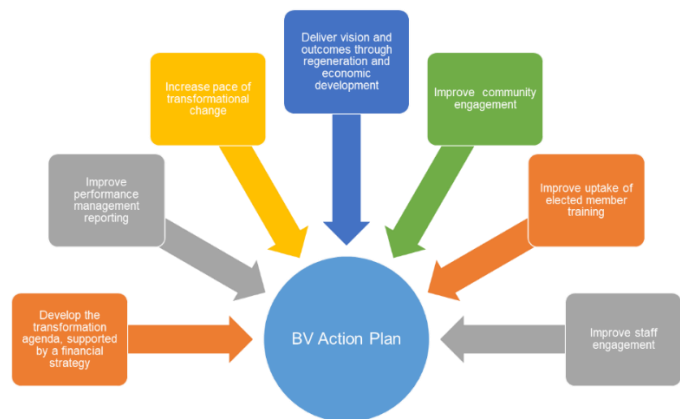 Deliver vision and
outcomes through
regeneration and
economic
development
Increase pace of
transformational
change
Improve community
engagement
Improve
performance
management
reporting
Improve uptake of
elected member
training
Develop the
transformation
agenda, supported
by a financial
strategy
BV Action Plan
Improve staff
engagement